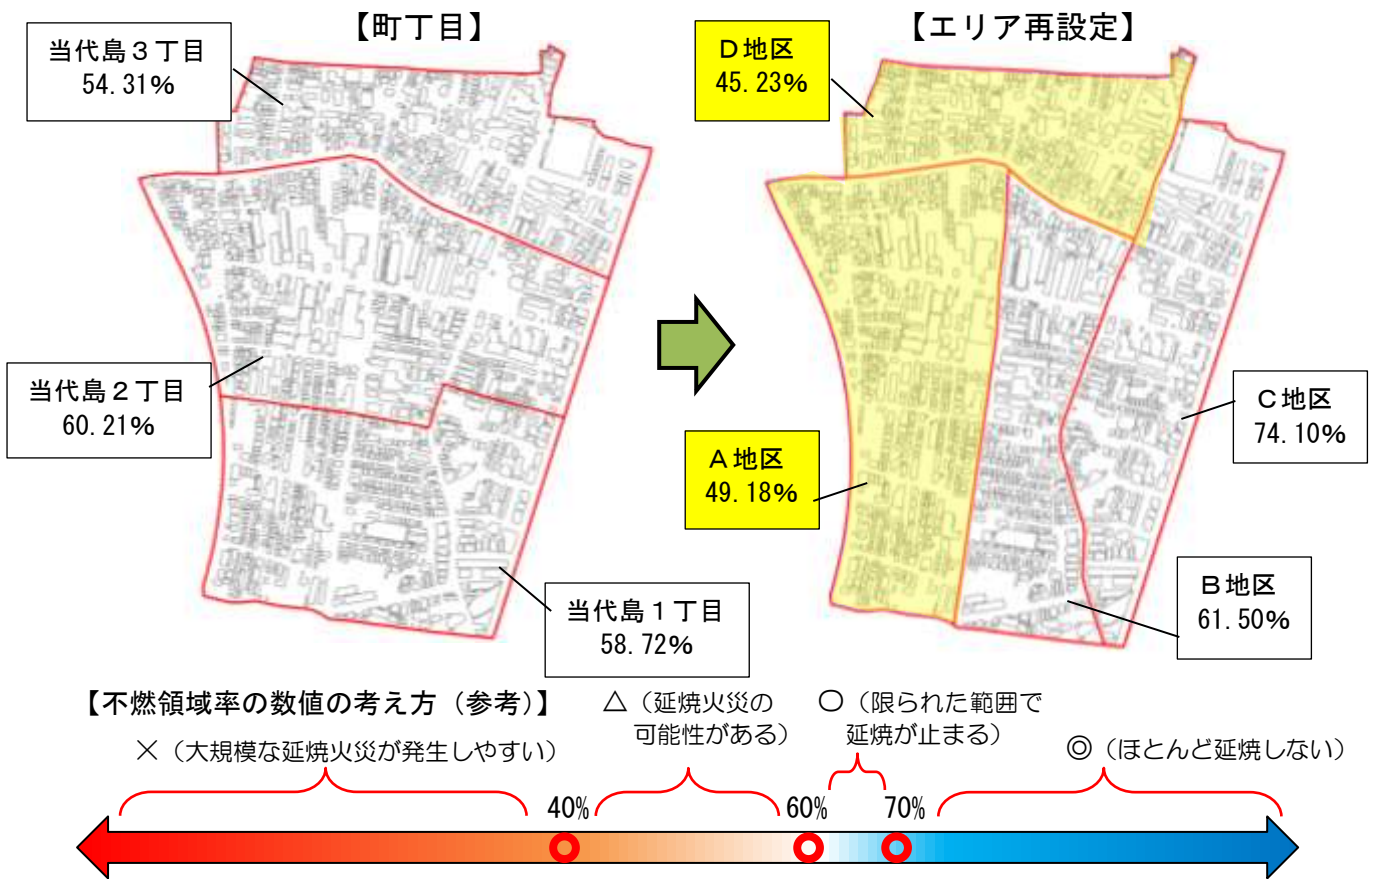 【町丁目】
当代島３丁目
54.31%
当代島２丁目
60.21%
当代島１丁目
58.72%
【エリア再設定】
Ｄ地区
45.23%
Ａ地区
49.18%
Ｃ地区
74.10%
Ｂ地区
61.50%
【不燃領域率の数値の考え方（参考）】
×（大規模な延焼火災が発生しやすい）
△（延焼火災の
可能性がある）
○（限られた範囲で
延焼が止まる）
◎（ほとんど延焼しない）
40%
60%
70%